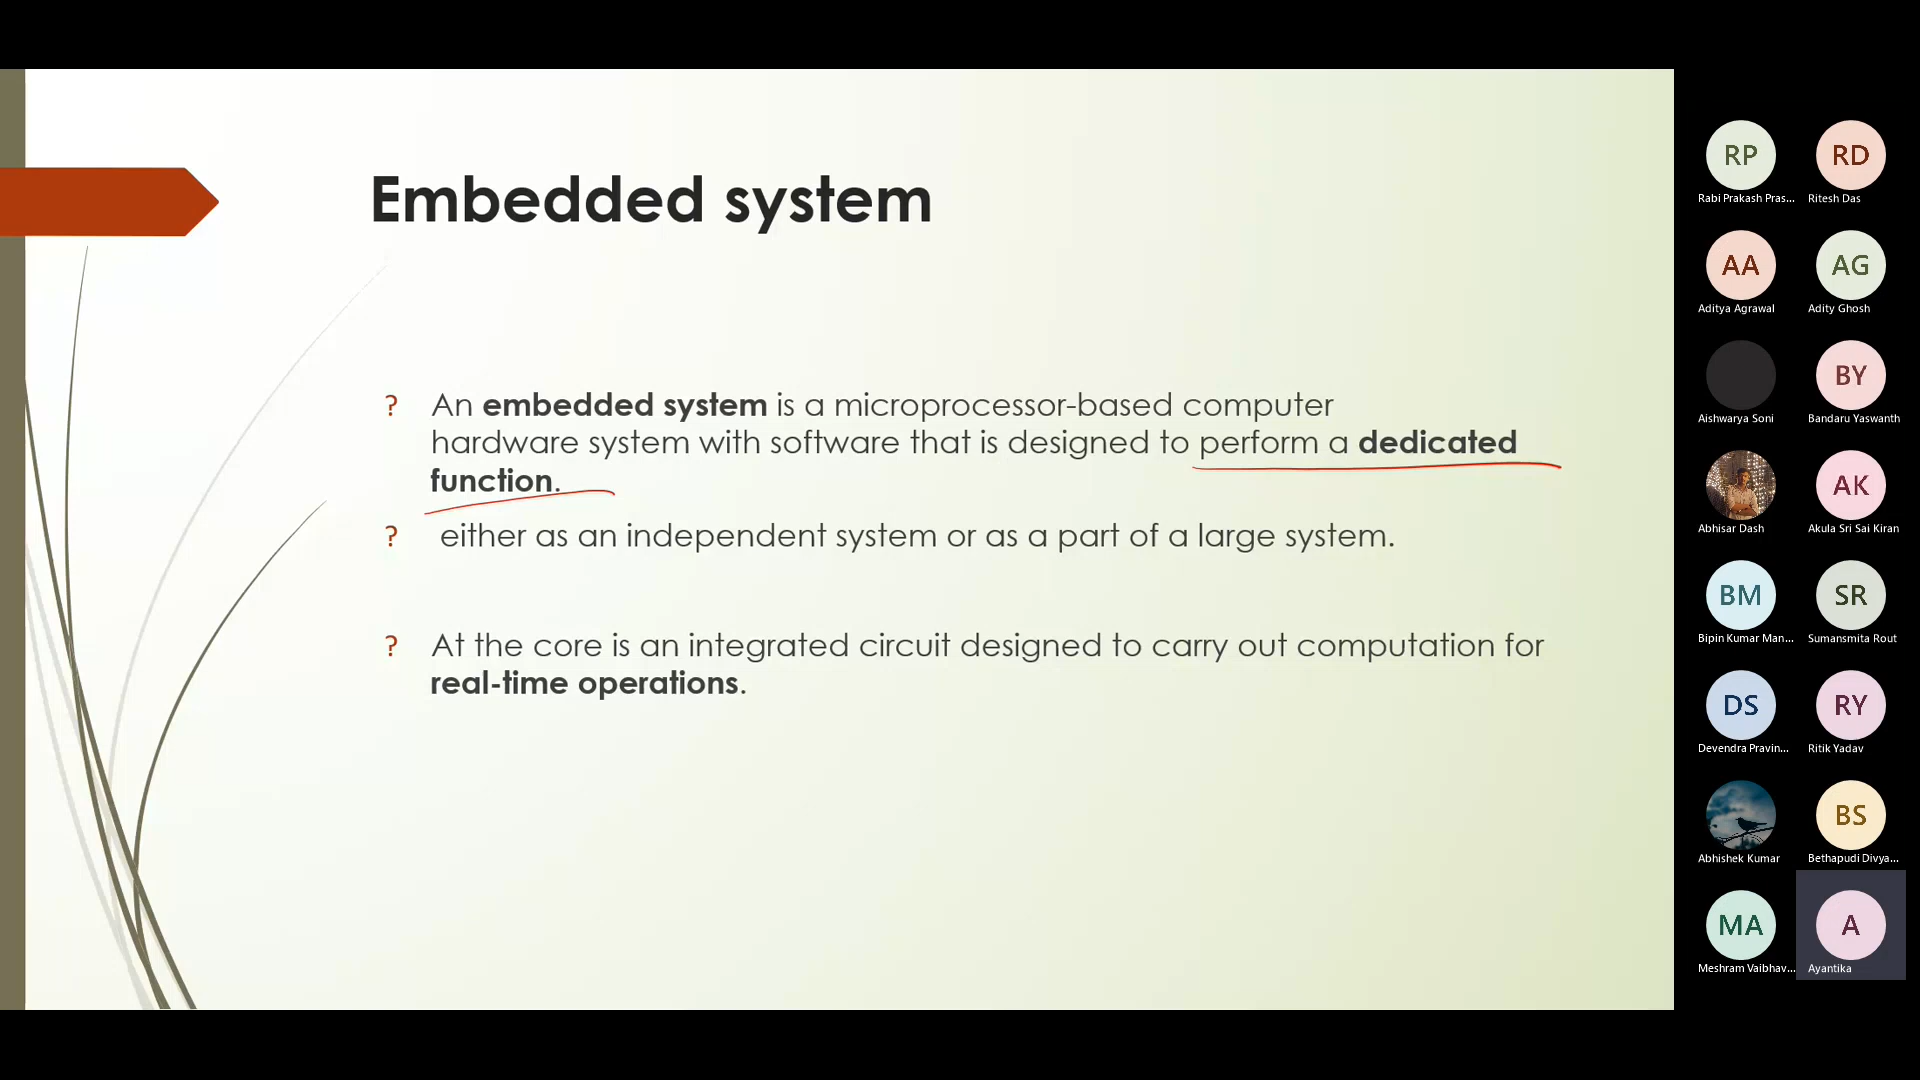 Embedded system
? An embedded system is a microprocessor-based computer
hardware system with software that is designed to perform a dedicated
function.
? either as an independent system or as a part of a large system.
? At the core is an integrated circuit designed to carry out computation for
real-time operations.
RP RD
Rabi Prakash Pras... Ritesh Das
AA AG
Aditya Agrawal Adity Ghosh
BY
Aishwarya Soni Bandaru Yaswanth
AK
Abhisar Dash Akula Sri Sai Kiran
BM SR
Bipin Kumar Man... Sumansmita Rout
DS RY
Devendra Pravin... Ritik Yadav
BS
Abhishek Kumar Bethapudi Divya...
MA A
Meshram Vaibhav... Ayantika